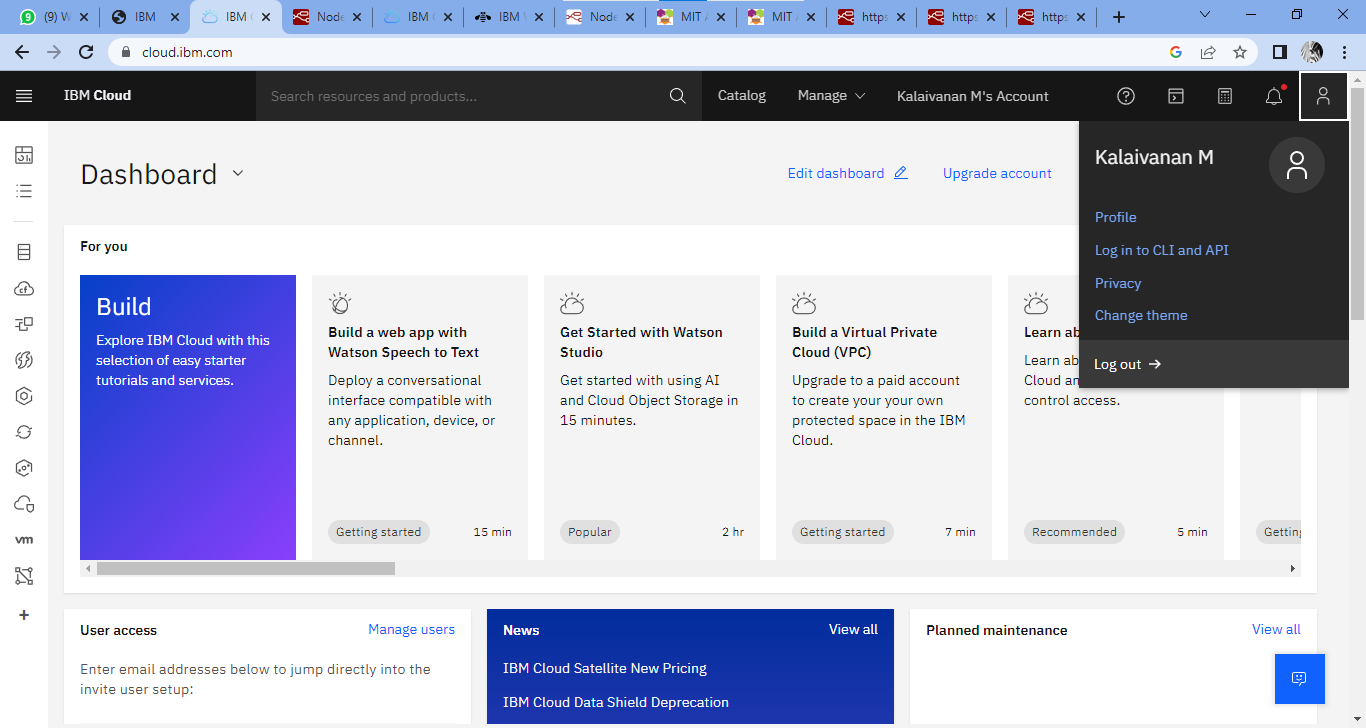 (9) W
IBM
IBM C
Node
IBM C
IBM W
Node
MIT A
MIT A
https
https
https
cloud.ibm.com
IBM Cloud
Search resources and products...
Catalog
Manage
Kalaivanan M's Account
Kalaivanan M
Profile
Log in to CLI and API
Privacy
Change theme
Log out
Dashboard
Edit dashboard
Upgrade account
For you
Build
Explore IBM Cloud with this
selection of easy starter
tutorials and services.
Build a web app with
Watson Speech to Text
Deploy a conversational
interface compatible with
any application, device, or
channel.
Getting started
15 min
Get Started with Watson
Studio
Get started with using AI
and Cloud Object Storage in
15 minutes.
Popular
2 hr
Build a Virtual Private
Cloud (VPC)
Upgrade to a paid account
to create your your own
protected space in the IBM
Cloud.
Getting started
7 min
Learn ab
Learn ab
Cloud an
control access.
Recommended
5 min
Getting
cf
vm
User access
Manage users
Enter email addresses below to jump directly into the
invite user setup:
News
View all
IBM Cloud Satellite New Pricing
IBM Cloud Data Shield Deprecation
Planned maintenance
View all